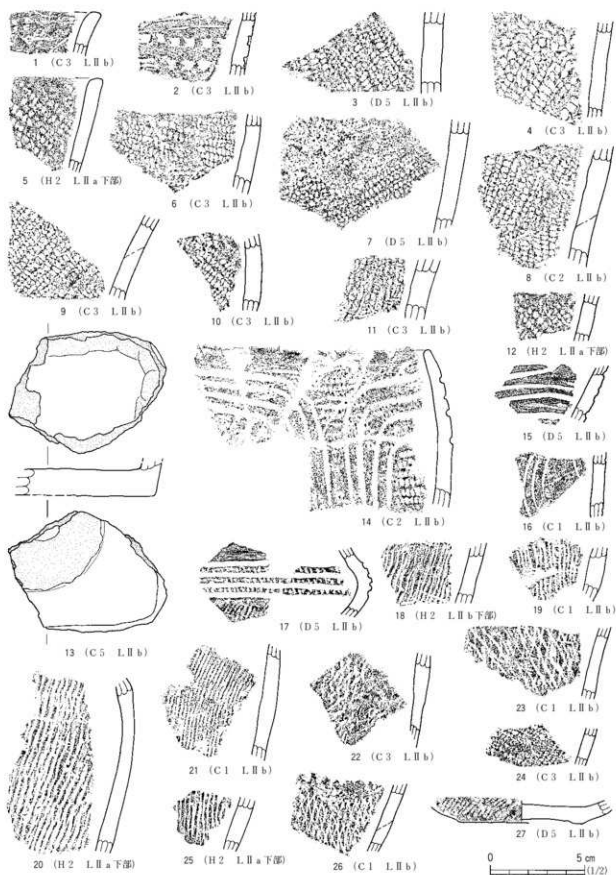 1 (C3 LⅡb)
2 (C3 LⅡb)
3 (D5 LⅡb)
4 (C3 LⅡb)
5 (H2 LⅡa下部)
6 (C3 LⅡb)
7 (D5 LⅡb)
8 (C2 LⅡb)
9 (C3 LⅡb)
10 (C3 LⅡb)
11 (C3 LⅡb)
12 (H2 LⅡa下部)
13 (C5 LⅡb)
14 (C2 LⅡb)
15 (D5 LⅡb)
16 (C1 LⅡb)
17 (D5 LⅡb)
18 (H2 LⅡb下部)
19 (C1 LⅡb)
20 (H2 LⅡa下部)
21 (C1 LⅡb)
22 (C3 LⅡb)
23 (C1 LⅡb)
24 (C3 LⅡb)
25 (H2 LⅡa下部)
26 (C1 LⅡb)
27 (D5 LⅡb)
0 5 cm
(1/2)